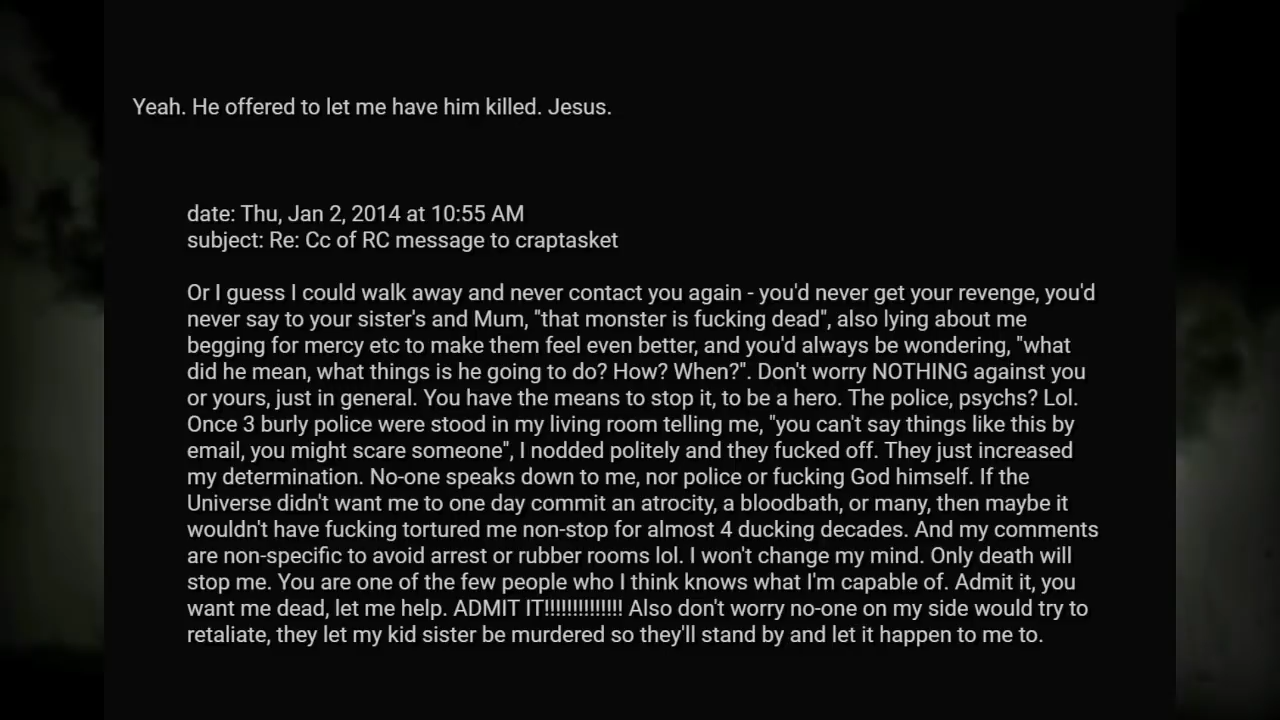 Yeah. He offered to let me have him killed. Jesus.
date: Thu, Jan 2, 2014 at 10:55 AM
subject: Re: Cc of RC message to craptasket
Or I guess I could walk away and never contact you again - you'd never get your revenge, you'd
never say to your sister's and Mum, "that monster is fucking dead", also lying about me
begging for mercy etc to make them feel even better, and you'd always be wondering, "what
did he mean, what things is he going to do? How? When?". Don't worry NOTHING against you
or yours, just in general. You have the means to stop it, to be a hero. The police, psychs? Lol.
Once 3 burly police were stood in my living room telling me, "you can't say things like this by
email, you might scare someone", I nodded politely and they fucked off. They just increased
my determination. No-one speaks down to me, nor police or fucking God himself. If the
Universe didn't want me to one day commit an atrocity, a bloodbath, or many, then maybe it
wouldn't have fucking tortured me non-stop for almost 4 ducking decades. And my comments
are non-specific to avoid arrest or rubber rooms lol. I won't change my mind. Only death will
stop me. You are one of the few people who I think knows what I'm capable of. Admit it, you
want me dead, let me help. ADMIT IT!!!!!!!!!!!!!! Also don't worry no-one on my side would try to
retaliate, they let my kid sister be murdered so they'll stand by and let it happen to me to.